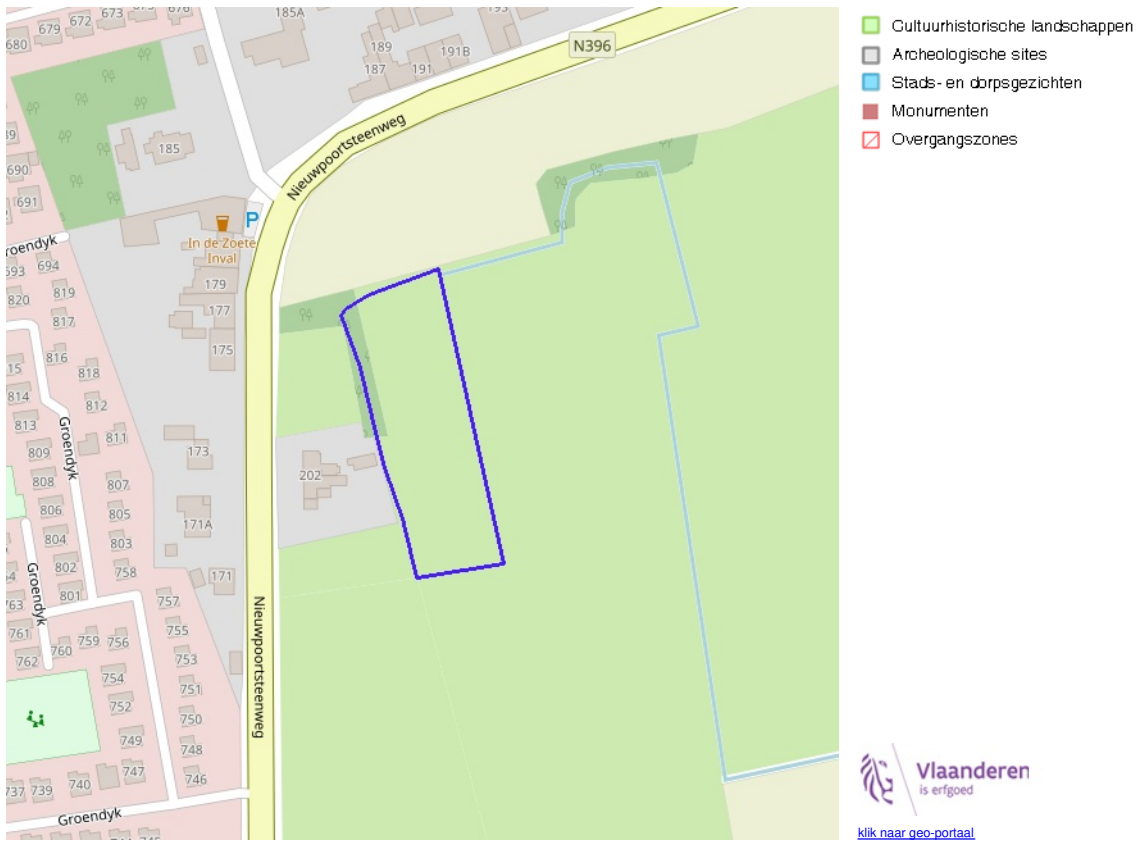 185A
193
679
672
673
676
680
N396
189
191B
187
191
Nieuwpoortsteenweg
185
690
691
P
In de Zoete
Inval
roendyk
693
694
179
820
819
177
817
175
816
818
814
812
813
Groendyk
811
809
173
808
807
202
806
805
171A
804
803
802
758
171
801
Groendyk
757
763
761
759
756
755
762
760
753
Nieuwpoortsteenweg
754
751
752
750
749
748
747
746
737
739
740
Groendyk
Cultuurhistorische landschappen
Archeologische sites
Stads- en dorpsgezichten
Monumenten
Overgangszones
Vlaanderen
is erfgoed
klik naar geo-portaal